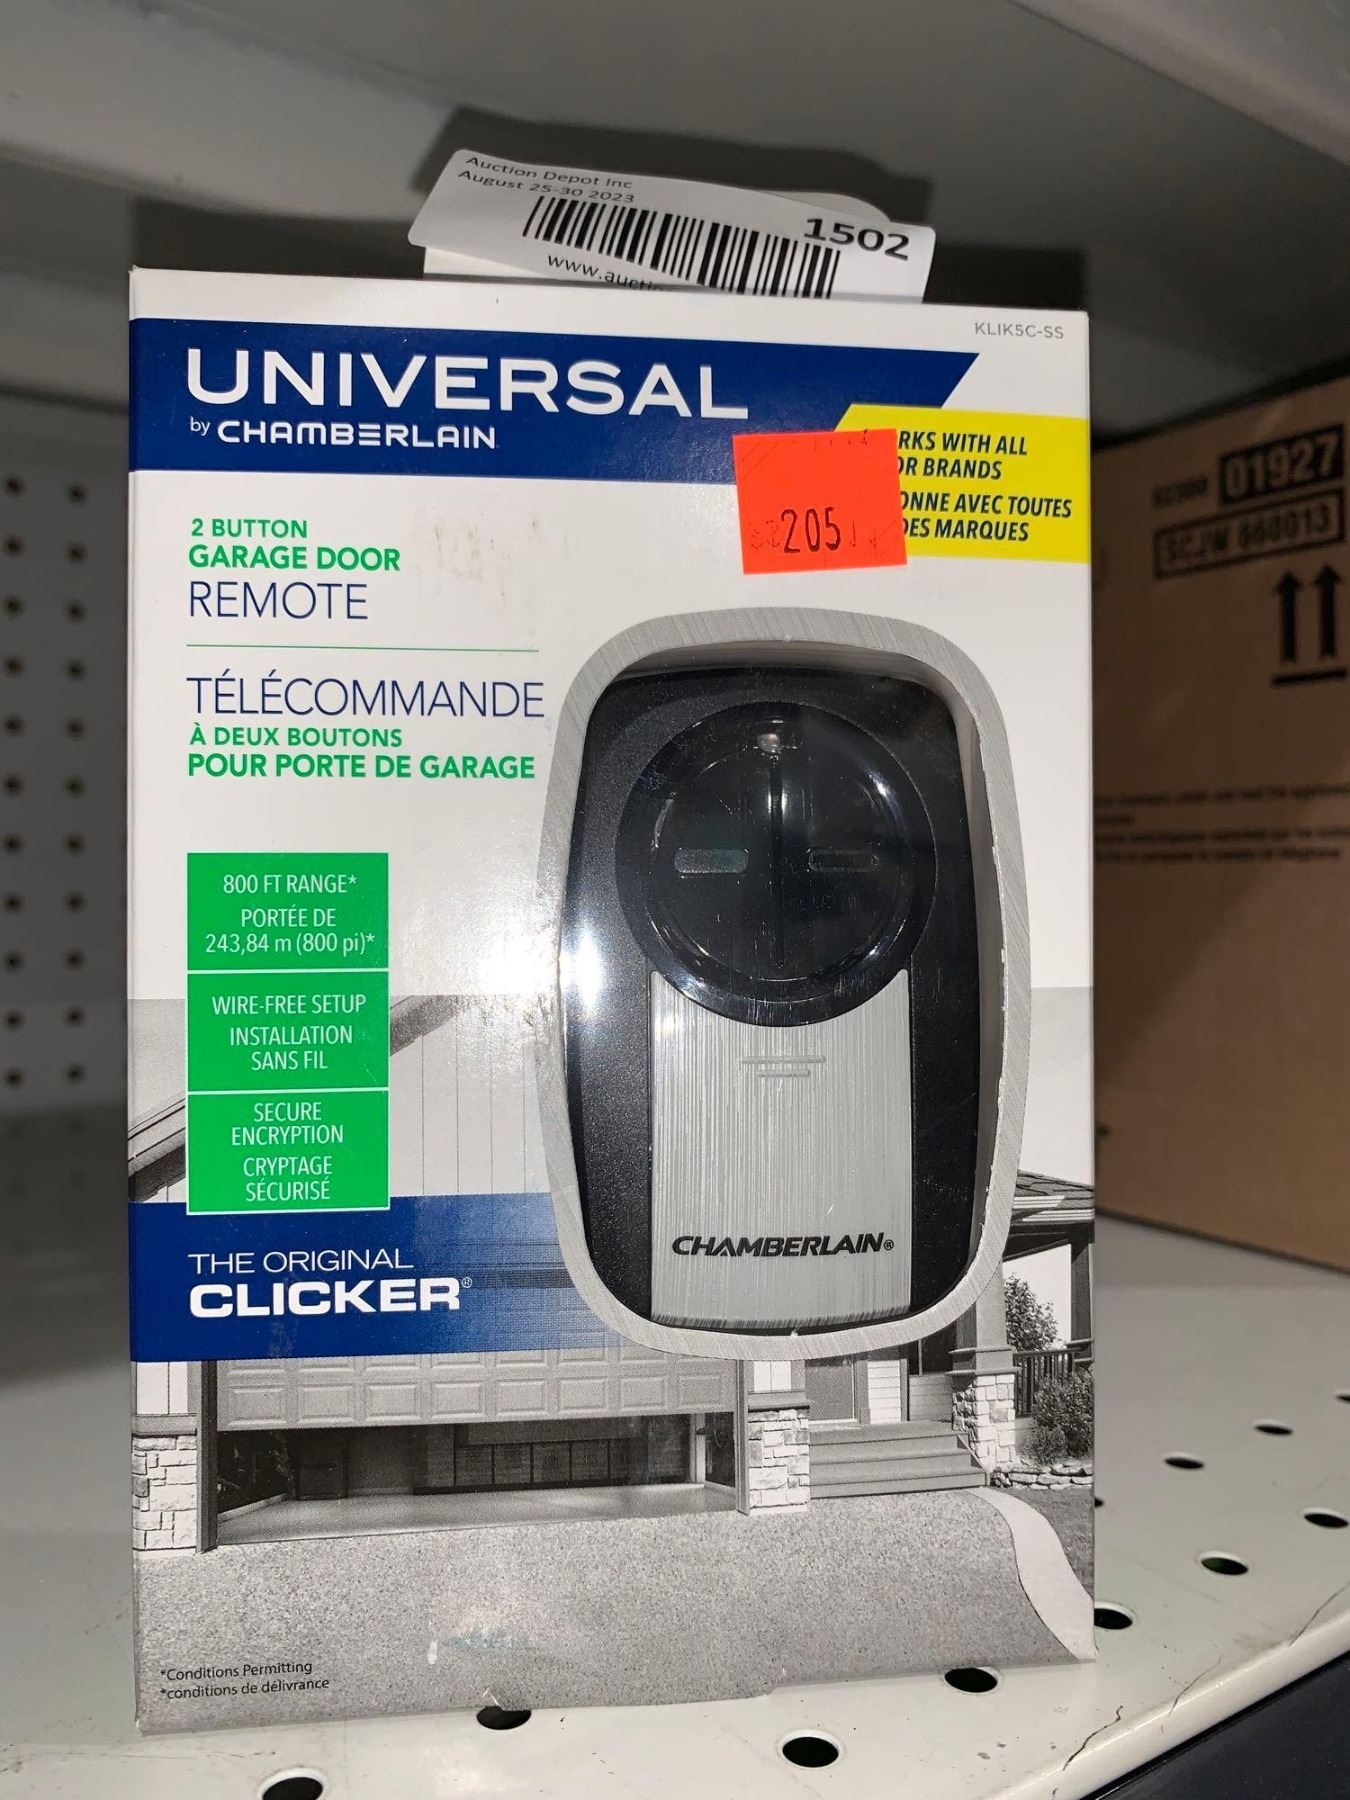 Auction Depot Inc
August 25-30 2023
1502
www.aucti
KLIK5C-SS
UNIVERSAL
by CHAMBERLAIN
RKS WITH ALL
OR BRANDS
ONNE AVEC TOUTES
DES MARQUES
205
2 BUTTON
GARAGE DOOR
REMOTE
TÉLÉCOMMANDE
À DEUX BOUTONS
POUR PORTE DE GARAGE
800 FT RANGE*
PORTÉE DE
243,84 m (800 pi)*
WIRE-FREE SETUP
INSTALLATION
SANS FIL
SECURE
ENCRYPTION
CRYPTAGE
SÉCURISÉ
THE ORIGINAL
CLICKER®
CHAMBERLAIN®
*Conditions Permitting
*conditions de délivrance
01927